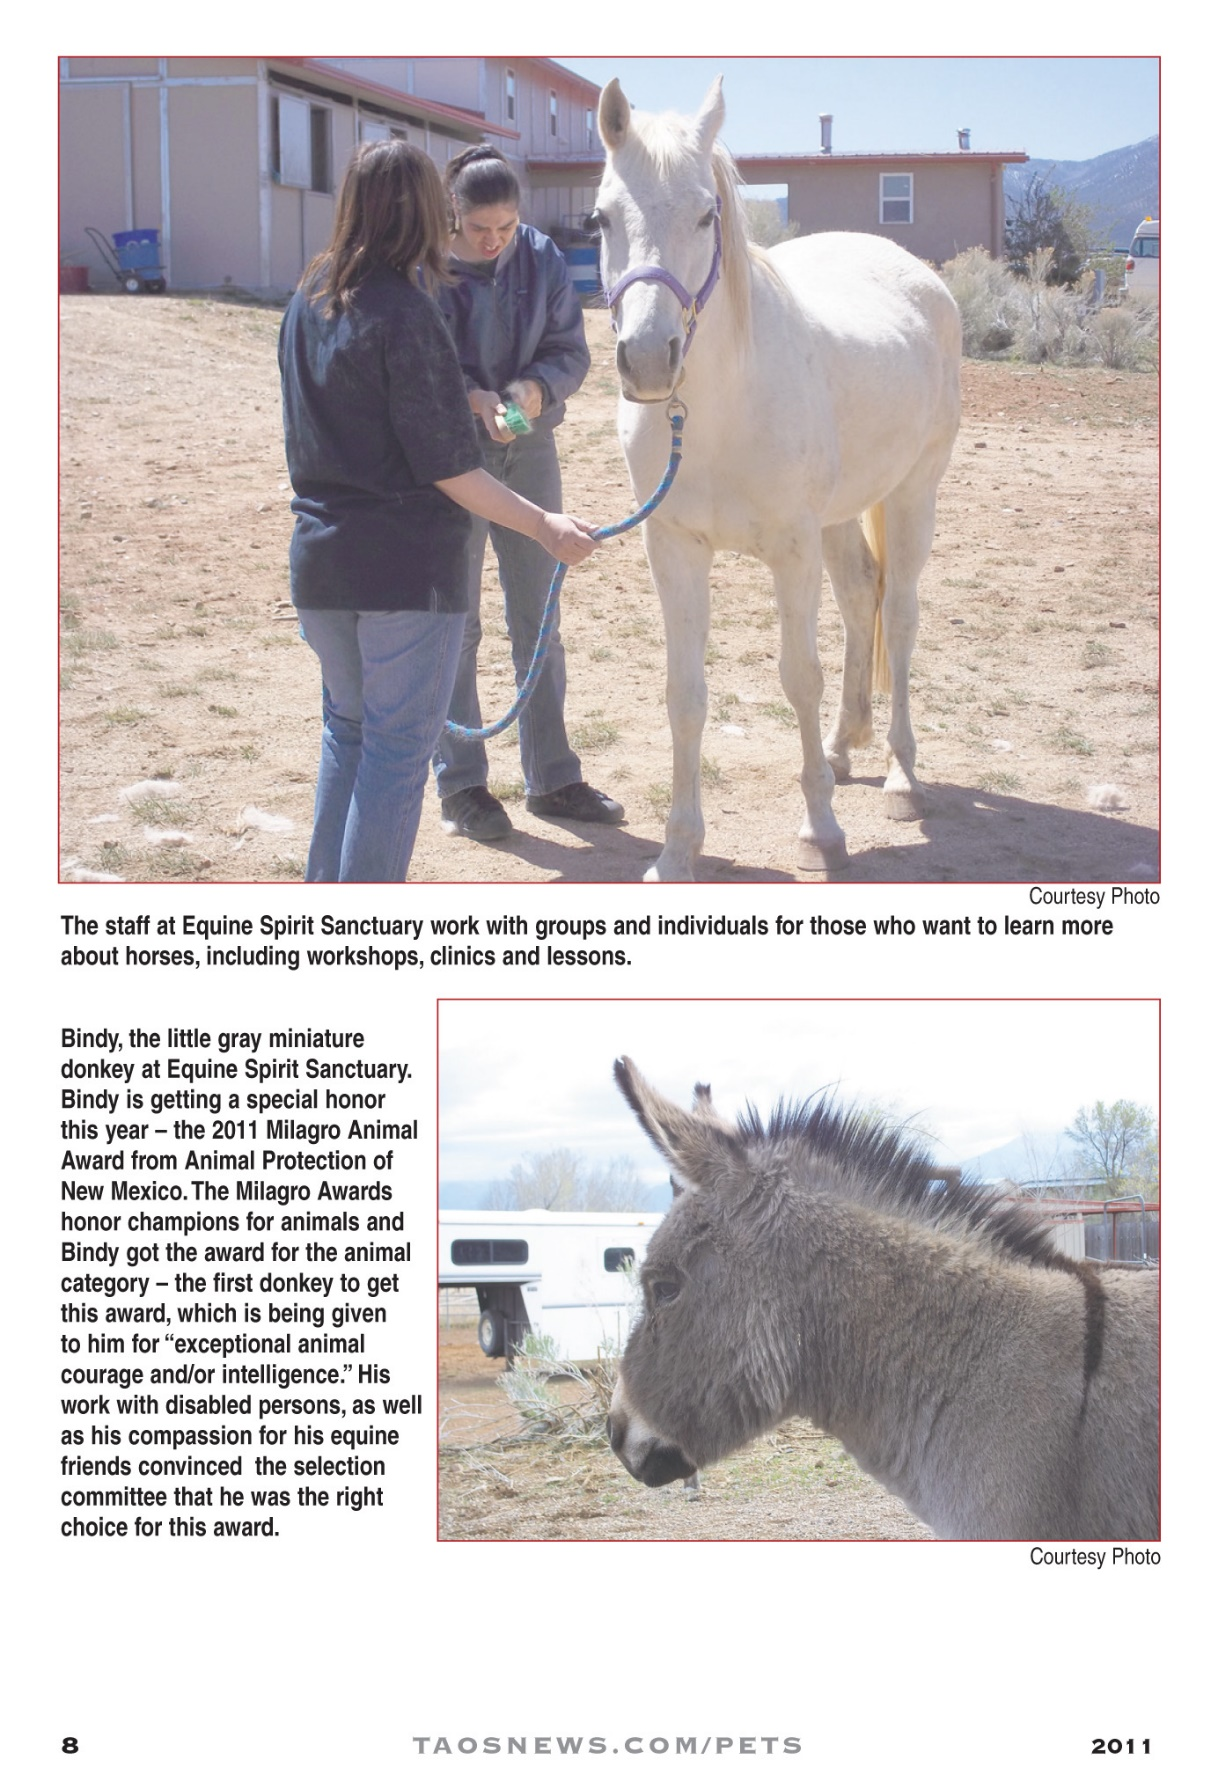 Courtesy Photo
The staff at Equine Spirit Sanctuary work with groups and individuals for those who want to learn more
about horses, including workshops, clinics and lessons.
Bindy, the little gray miniature
donkey at Equine Spirit Sanctuary.
Bindy is getting a special honor
this year – the 2011 Milagro Animal
Award from Animal Protection of
New Mexico. The Milagro Awards
honor champions for animals and
Bindy got the award for the animal
category – the first donkey to get
this award, which is being given
to him for “exceptional animal
courage and/or intelligence.” His
work with disabled persons, as well
as his compassion for his equine
friends convinced  the selection
committee that he was the right
choice for this award.
Courtesy Photo
8 TAOSNEWS.COM/PETS 2011